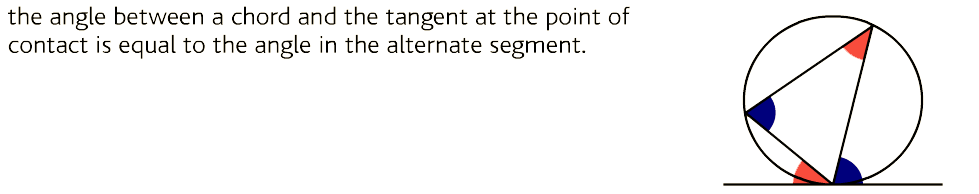 the angle between a chord and the tangent at the point of
contact is equal to the angle in the alternate segment.